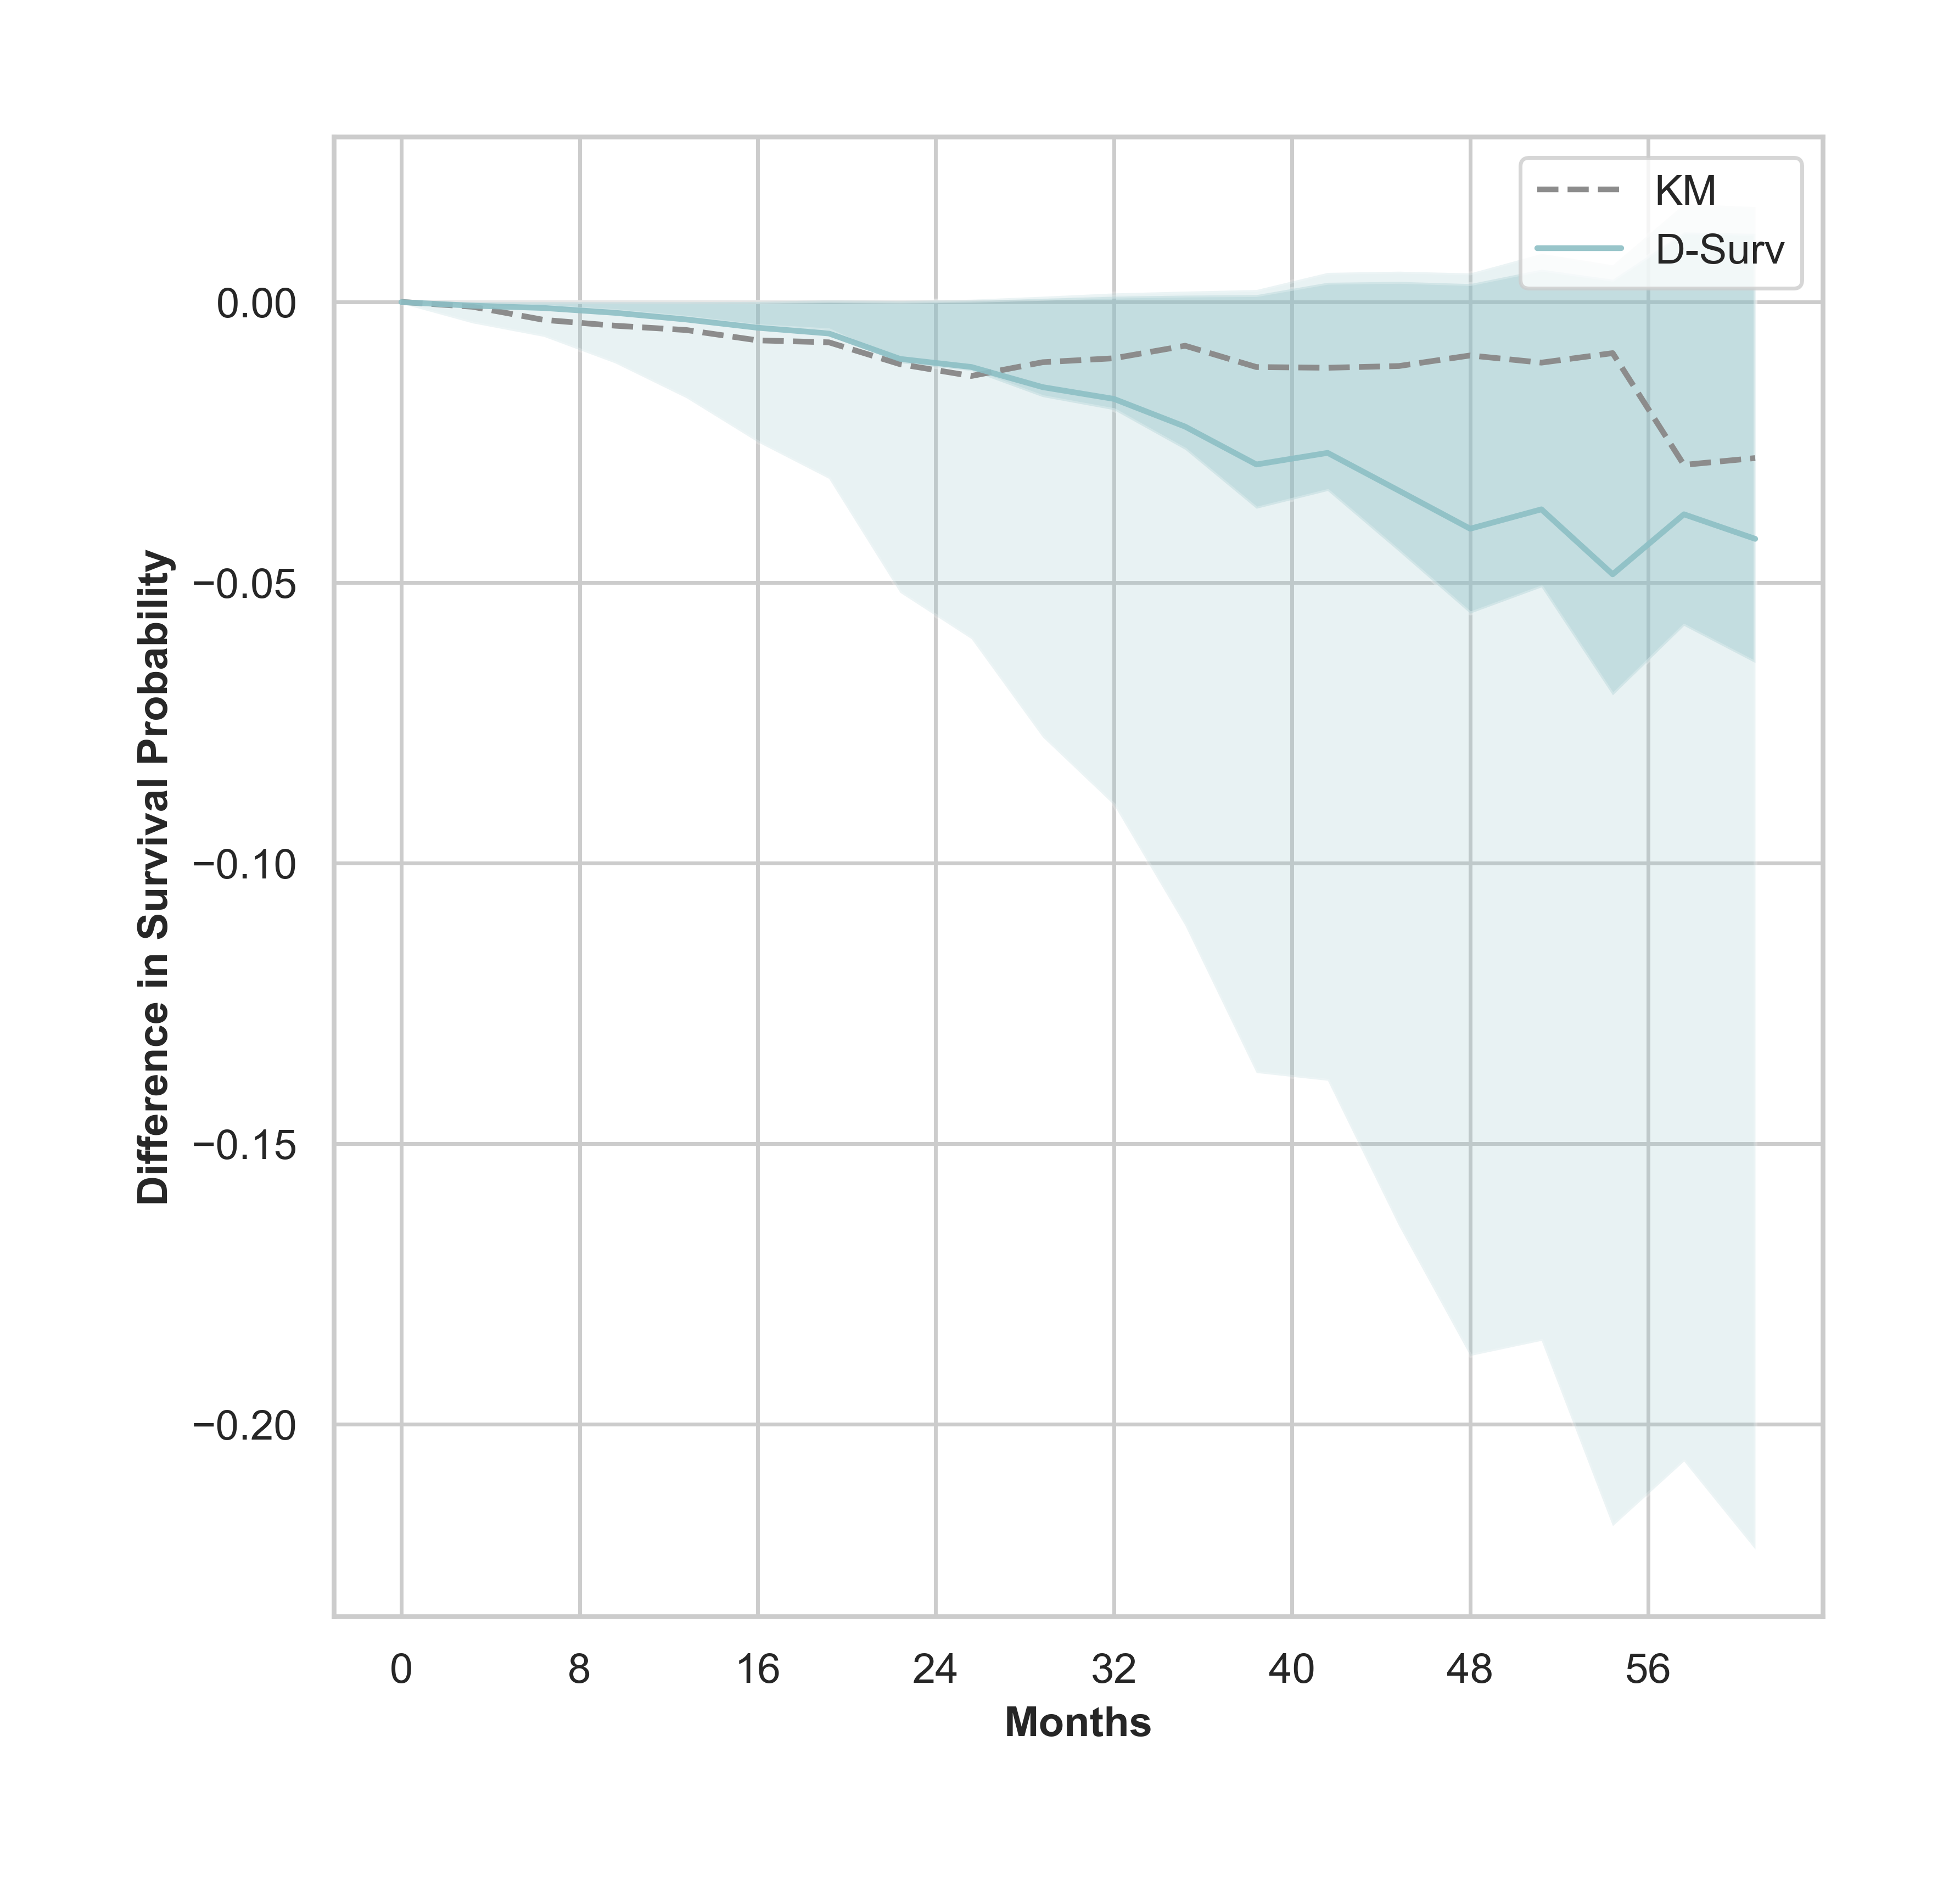 KM
D-Surv
0.00
−0.05
−0.10
−0.15
−0.20
Difference in Survival Probability
0 8 16 24 32 40 48 56
Months